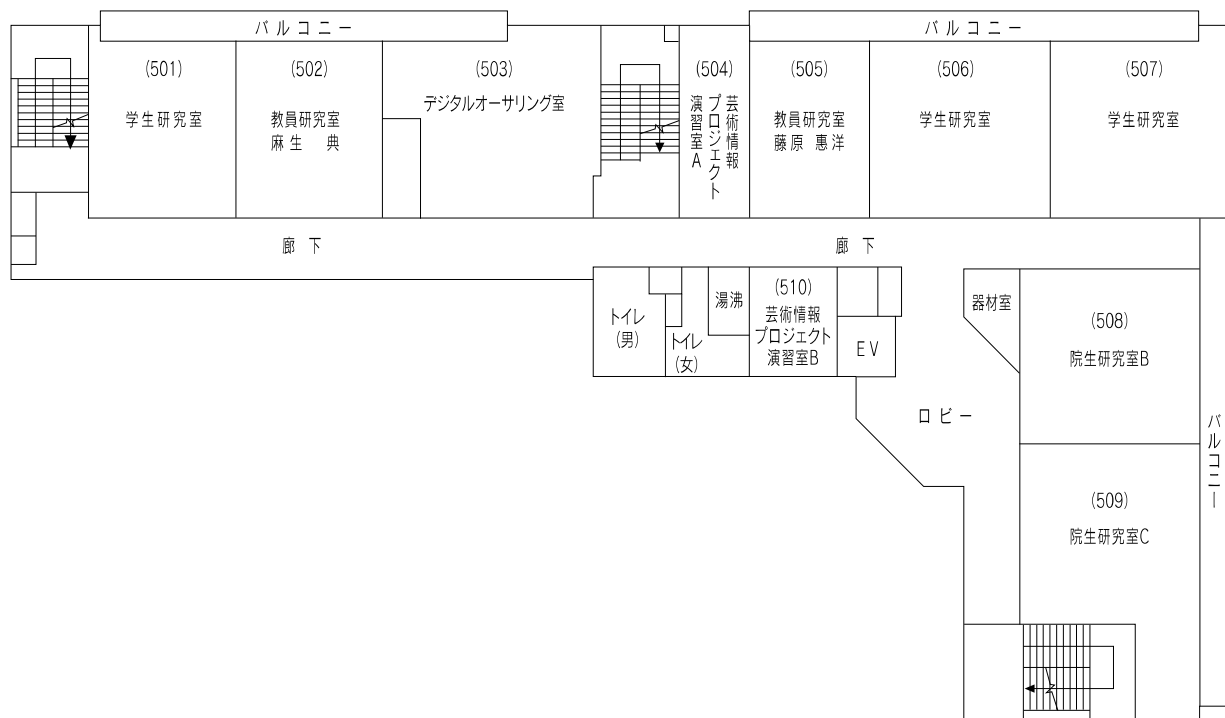 バルコニー
バルコニー
(501)
学生研究室
(502)
教員研究室
麻生 典
(503)
デジタルオーサリング室
(504)
芸術情報
プロジェクト
演習室A
(505)
教員研究室
藤原 惠洋
(506)
学生研究室
(507)
学生研究室
廊下
廊下
トイレ
(男)
トイレ
(女)
湯沸
(510)
芸術情報
プロジェクト
演習室B
EV
器材室
(508)
院生研究室B
ロビー
バルコニー
(509)
院生研究室C